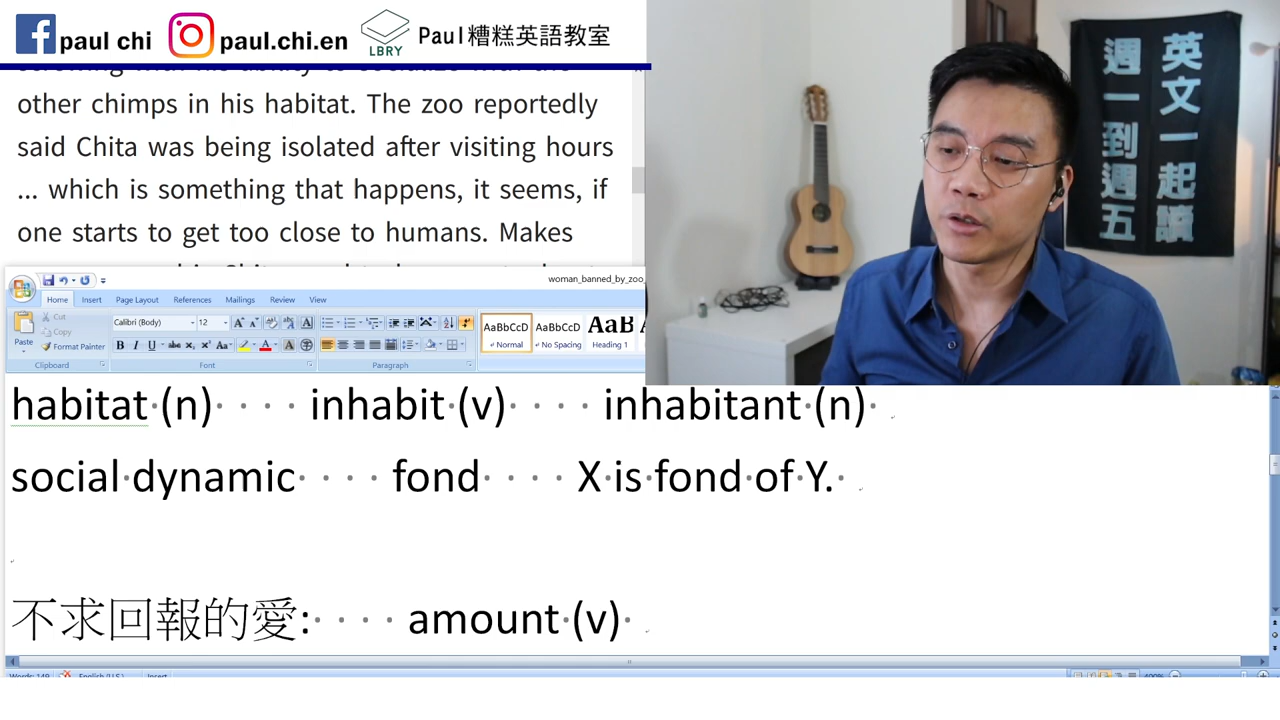 paul chi
paul.chi.en
LBRY
Paul糟糕英語教室
other chimps in his habitat. The zoo reportedly
said Chita was being isolated after visiting hours
... which is something that happens, it seems, if
one starts to get too close to humans. Makes
woman_banned_by_zoo_
Home Insert Page Layout References Mailings Review View
Paste
Cut
Copy
Format Painter
Calibri (Body) 12
AaBbCcD AaBbCcD AaB
Normal No Spacing Heading 1
Clipboard Font Paragraph
habitat (n) inhabit (v) inhabitant (n)
social dynamic fond X is fond of Y.
不求回報的愛: amount (v)
英文一起讀
週一到週五